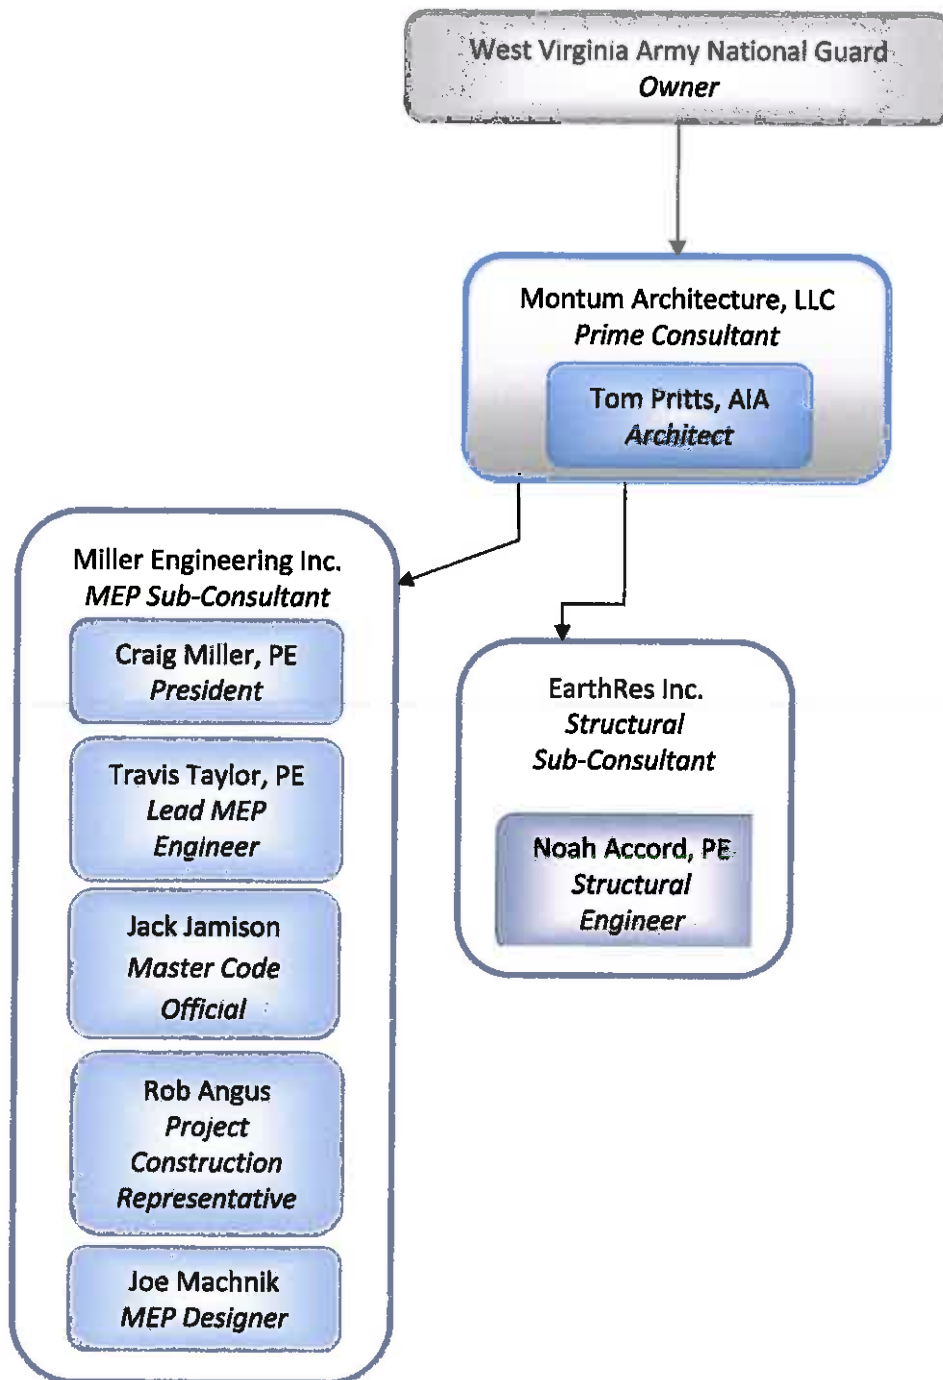 West Virginia Army National Guard
Owner
Montum Architecture, LLC
Prime Consultant
Tom Pritts, AIA
Architect
Miller Engineering Inc.
MEP Sub-Consultant
Craig Miller, PE
President
Travis Taylor, PE
Lead MEP
Engineer
Jack Jamison
Master Code
Official
Rob Angus
Project
Construction
Representative
Joe Machnik
MEP Designer
EarthRes Inc.
Structural
Sub-Consultant
Noah Accord, PE
Structural
Engineer